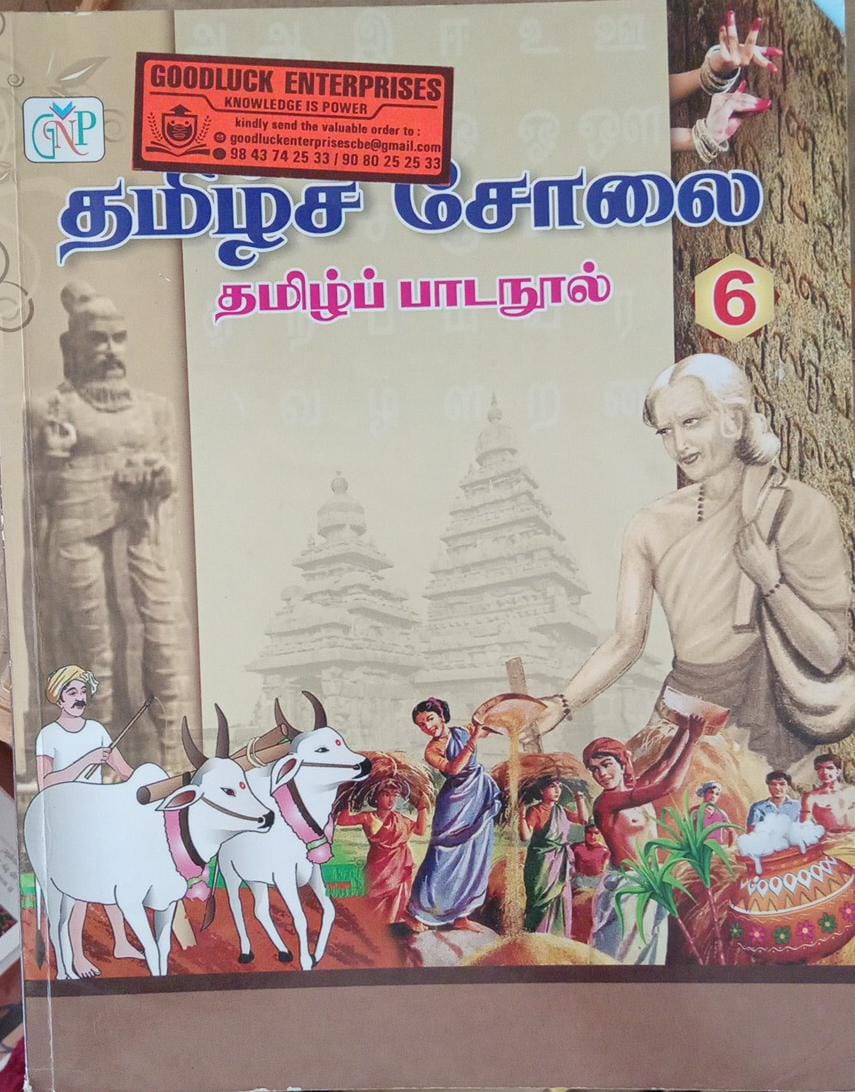 GOODLUCK ENTERPRISES
KNOWLEDGE IS POWER
kindly send the valuable order to :
goodluckenterprisescbe@gmail.com
98 43 74 25 33 / 90 80 25 25 33
GNP
தமிழ்ச் சோலை
தமிழ்ப் பாடநூல்
6